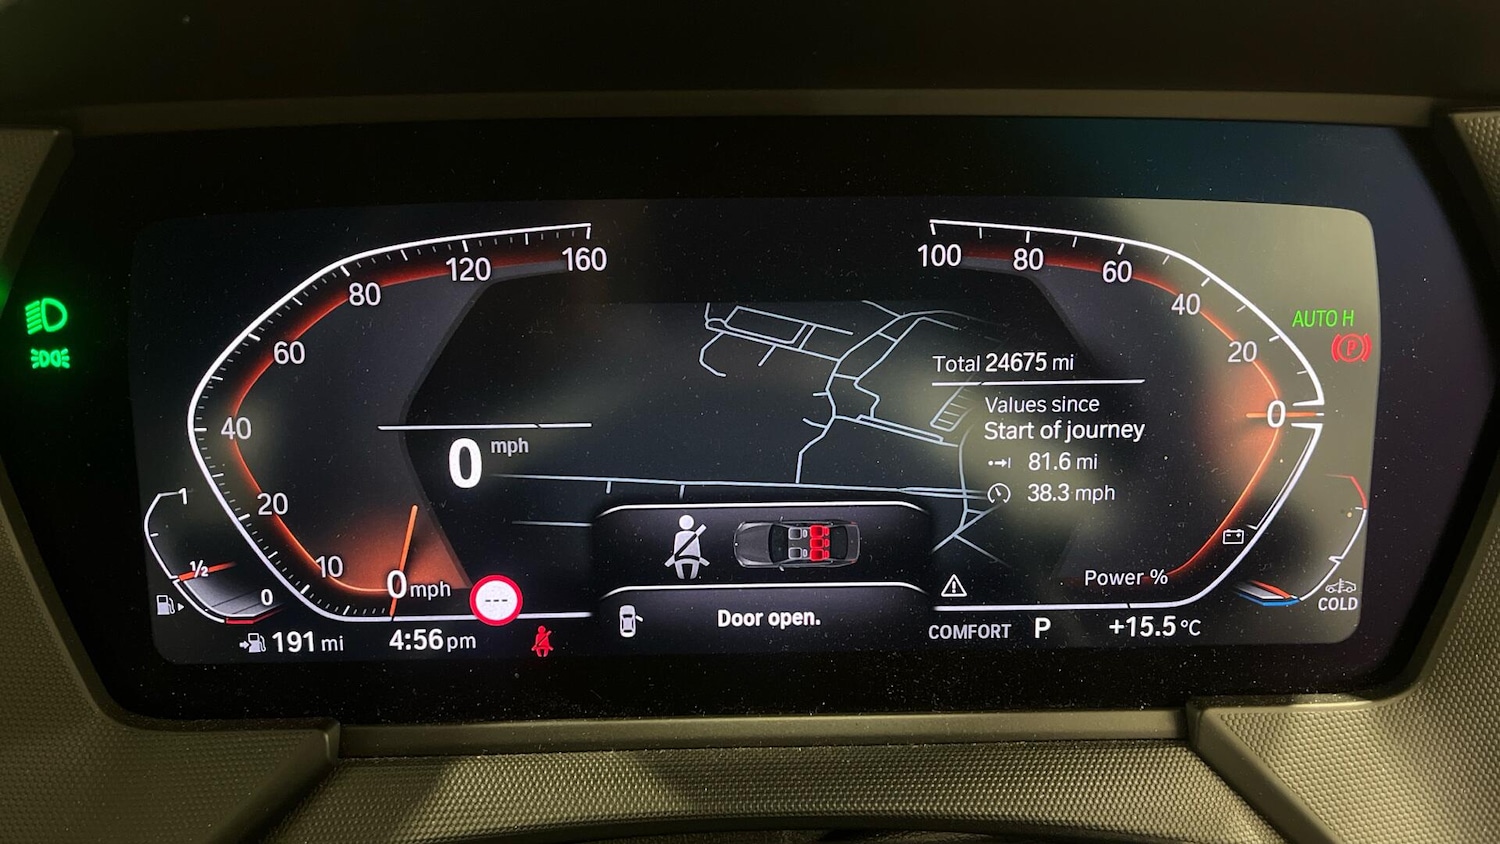 160
120
80
60
40
20
10
0 mph
0 mph
1
1/2
0
191 mi
4:56 pm
---
Door open.
Total 24675 mi
Values since
Start of journey
81.6 mi
38.3 mph
100
80
60
40
20
0
Power %
COMFORT P
+15.5 °C
AUTO H
P
COLD